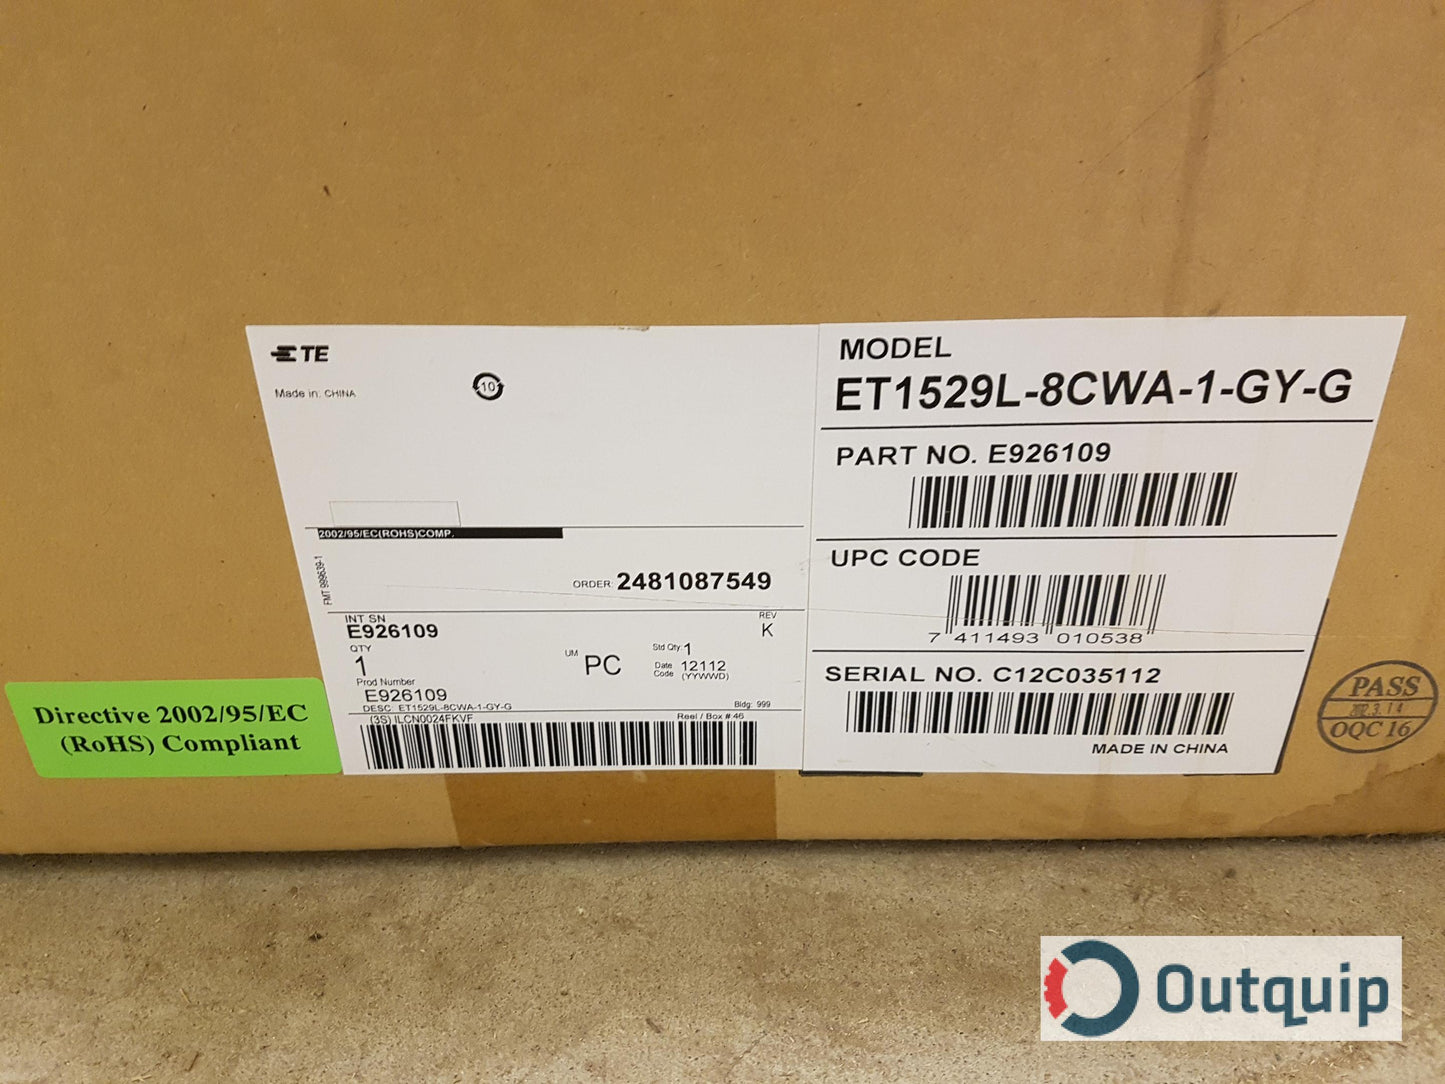 TE
Made in: CHINA
10
2002/95/EC(ROHS)COMP.
FMT 999639-1
ORDER: 2481087549
INT SN
E926109
REV
K
QTY
1
UM PC
Std Qty: 1
Date Code 12112
(YYWWD)
Prod Number
E926109
DESC ET1529L-8CWA-1-GY-G
Bldg: 999
(3S) ILCN0024FKVF
Reel / Box # 46
MODEL
ET1529L-8CWA-1-GY-G
PART NO. E926109
UPC CODE
7 411493 010538
SERIAL NO. C12C035112
MADE IN CHINA
Directive 2002/95/EC
(RoHS) Compliant
PASS
OQC 16
Outquip